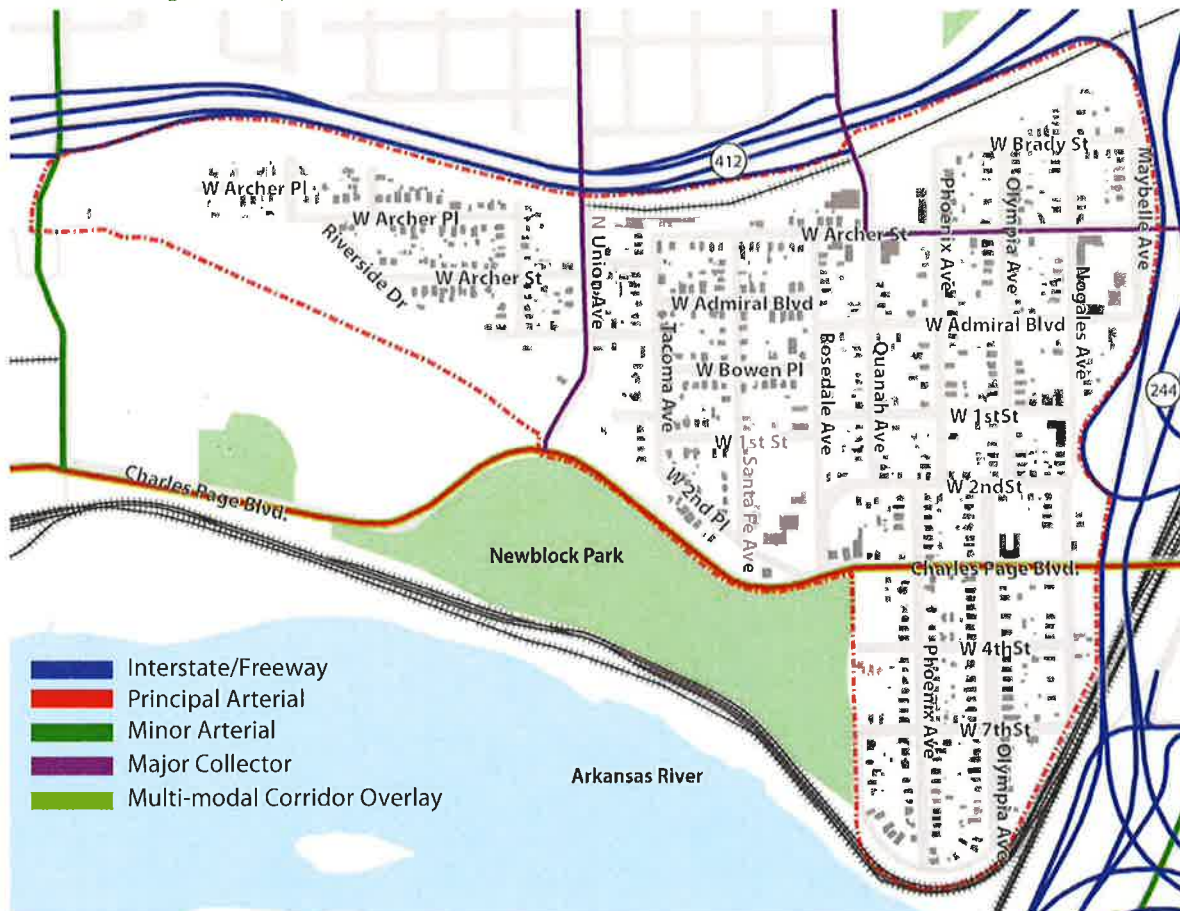 412
W Brady St
Maybelle Ave
W Archer Pl
W Archer Pl
Riverside Dr
W Archer St
N Union Ave
W Archer St
Phoenix Ave
Olympia Ave
Nogales Ave
W Admiral Blvd
Tacoma Ave
W Admiral Blvd
W Bowen Pl
Rosedale Ave
Quanah Ave
244
W 1st St
W 1st St
Santa Fe Ave
W 2nd Pl
W 2nd St
Charles Page Blvd.
Newblock Park
Charles Page Blvd.
W 4th St
Phoenix Ave
W 7th St
Olympia Ave
Arkansas River
Interstate/Freeway
Principal Arterial
Minor Arterial
Major Collector
Multi-modal Corridor Overlay